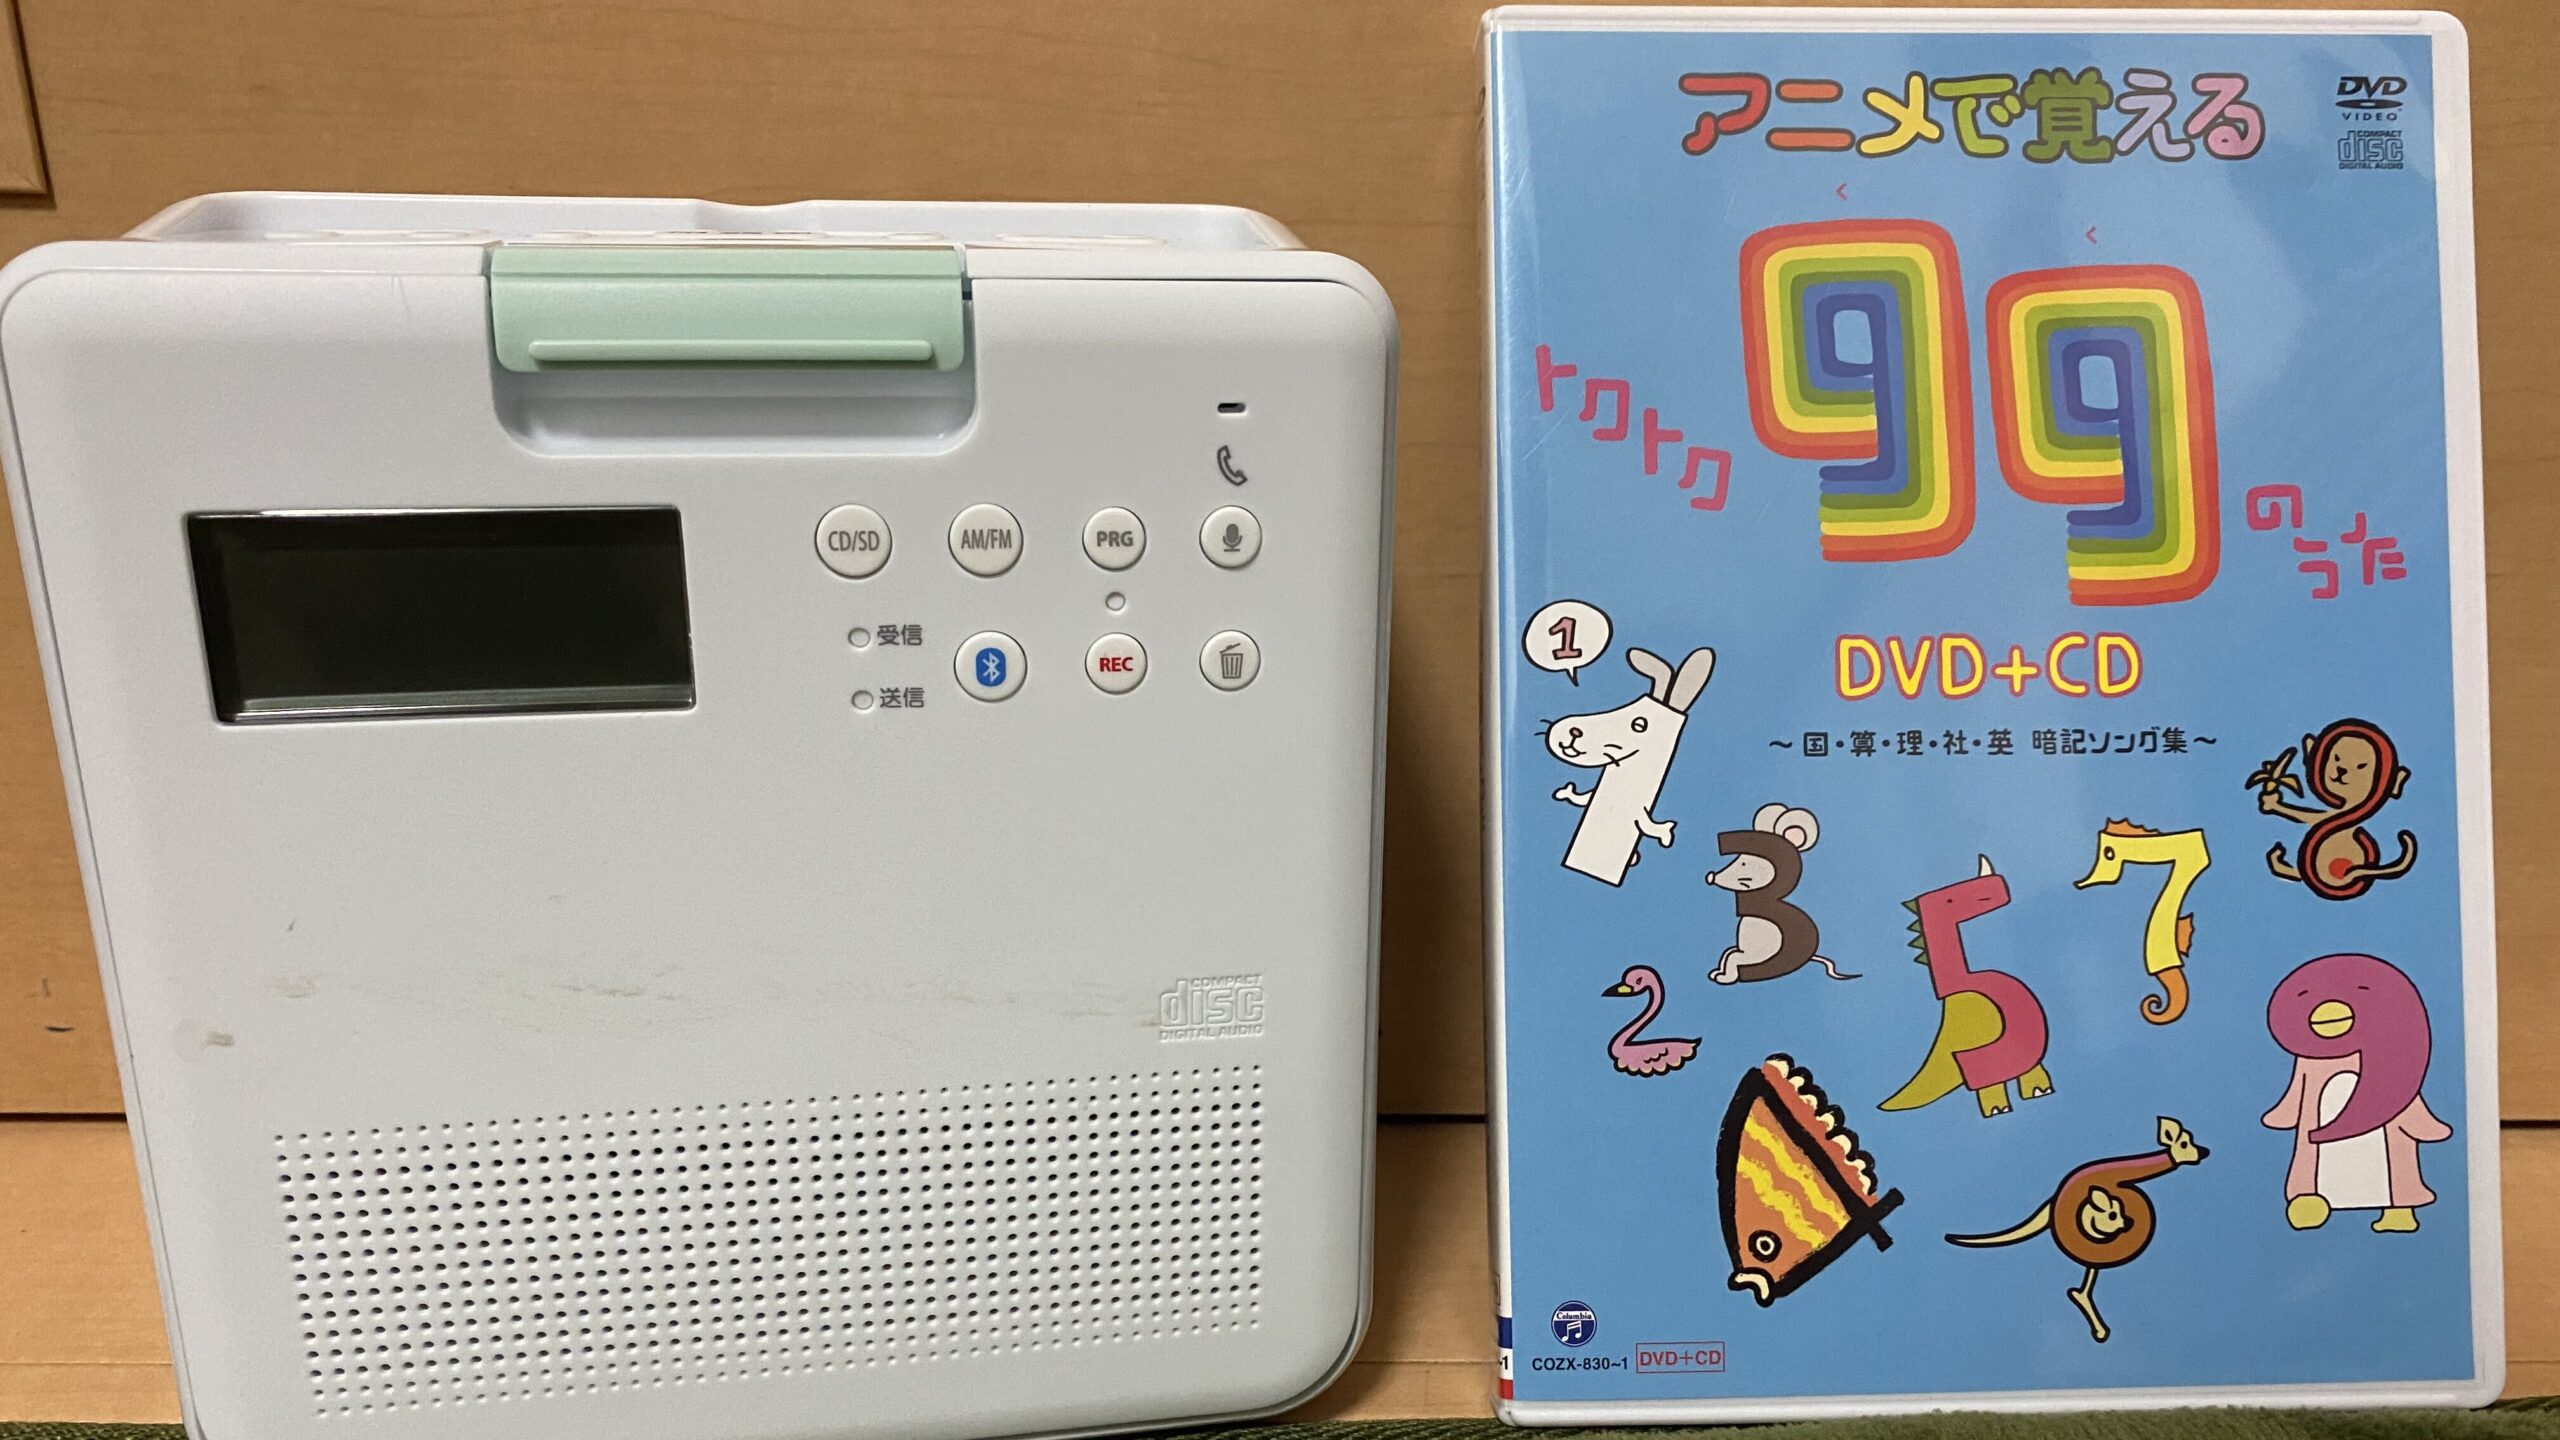 CD/SD
AM/FM
PRG
受信
送信
REC
COMPACT
disc
DIGITAL AUDIO
アニメで覚える
DVD
VIDEO
COMPACT
disc
DIGITAL AUDIO
く
く
トクトク
99
のうた
1
DVD+CD
~国・算・理・社・英 暗記ソング集~
Columbia
COZX-830~1
DVD+CD
-1